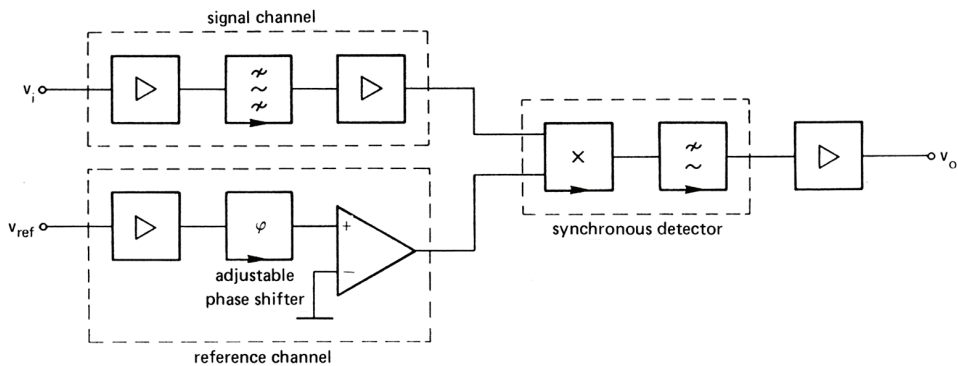 signal channel
v_i
v_ref
φ
+
−
adjustable
phase shifter
reference channel
×
synchronous detector
v_o